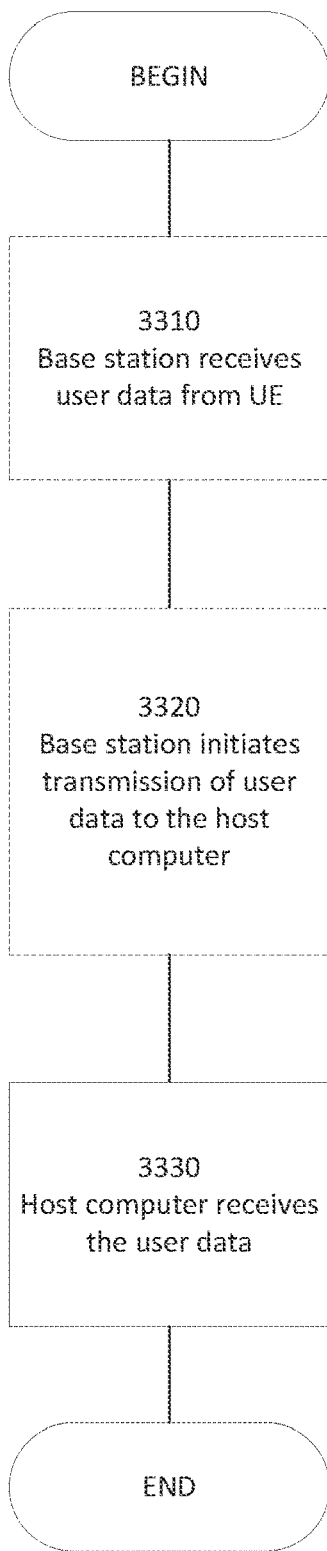 BEGIN
3310
Base station receives
user data from UE
3320
Base station initiates
transmission of user
data to the host
computer
3330
Host computer receives
the user data
END